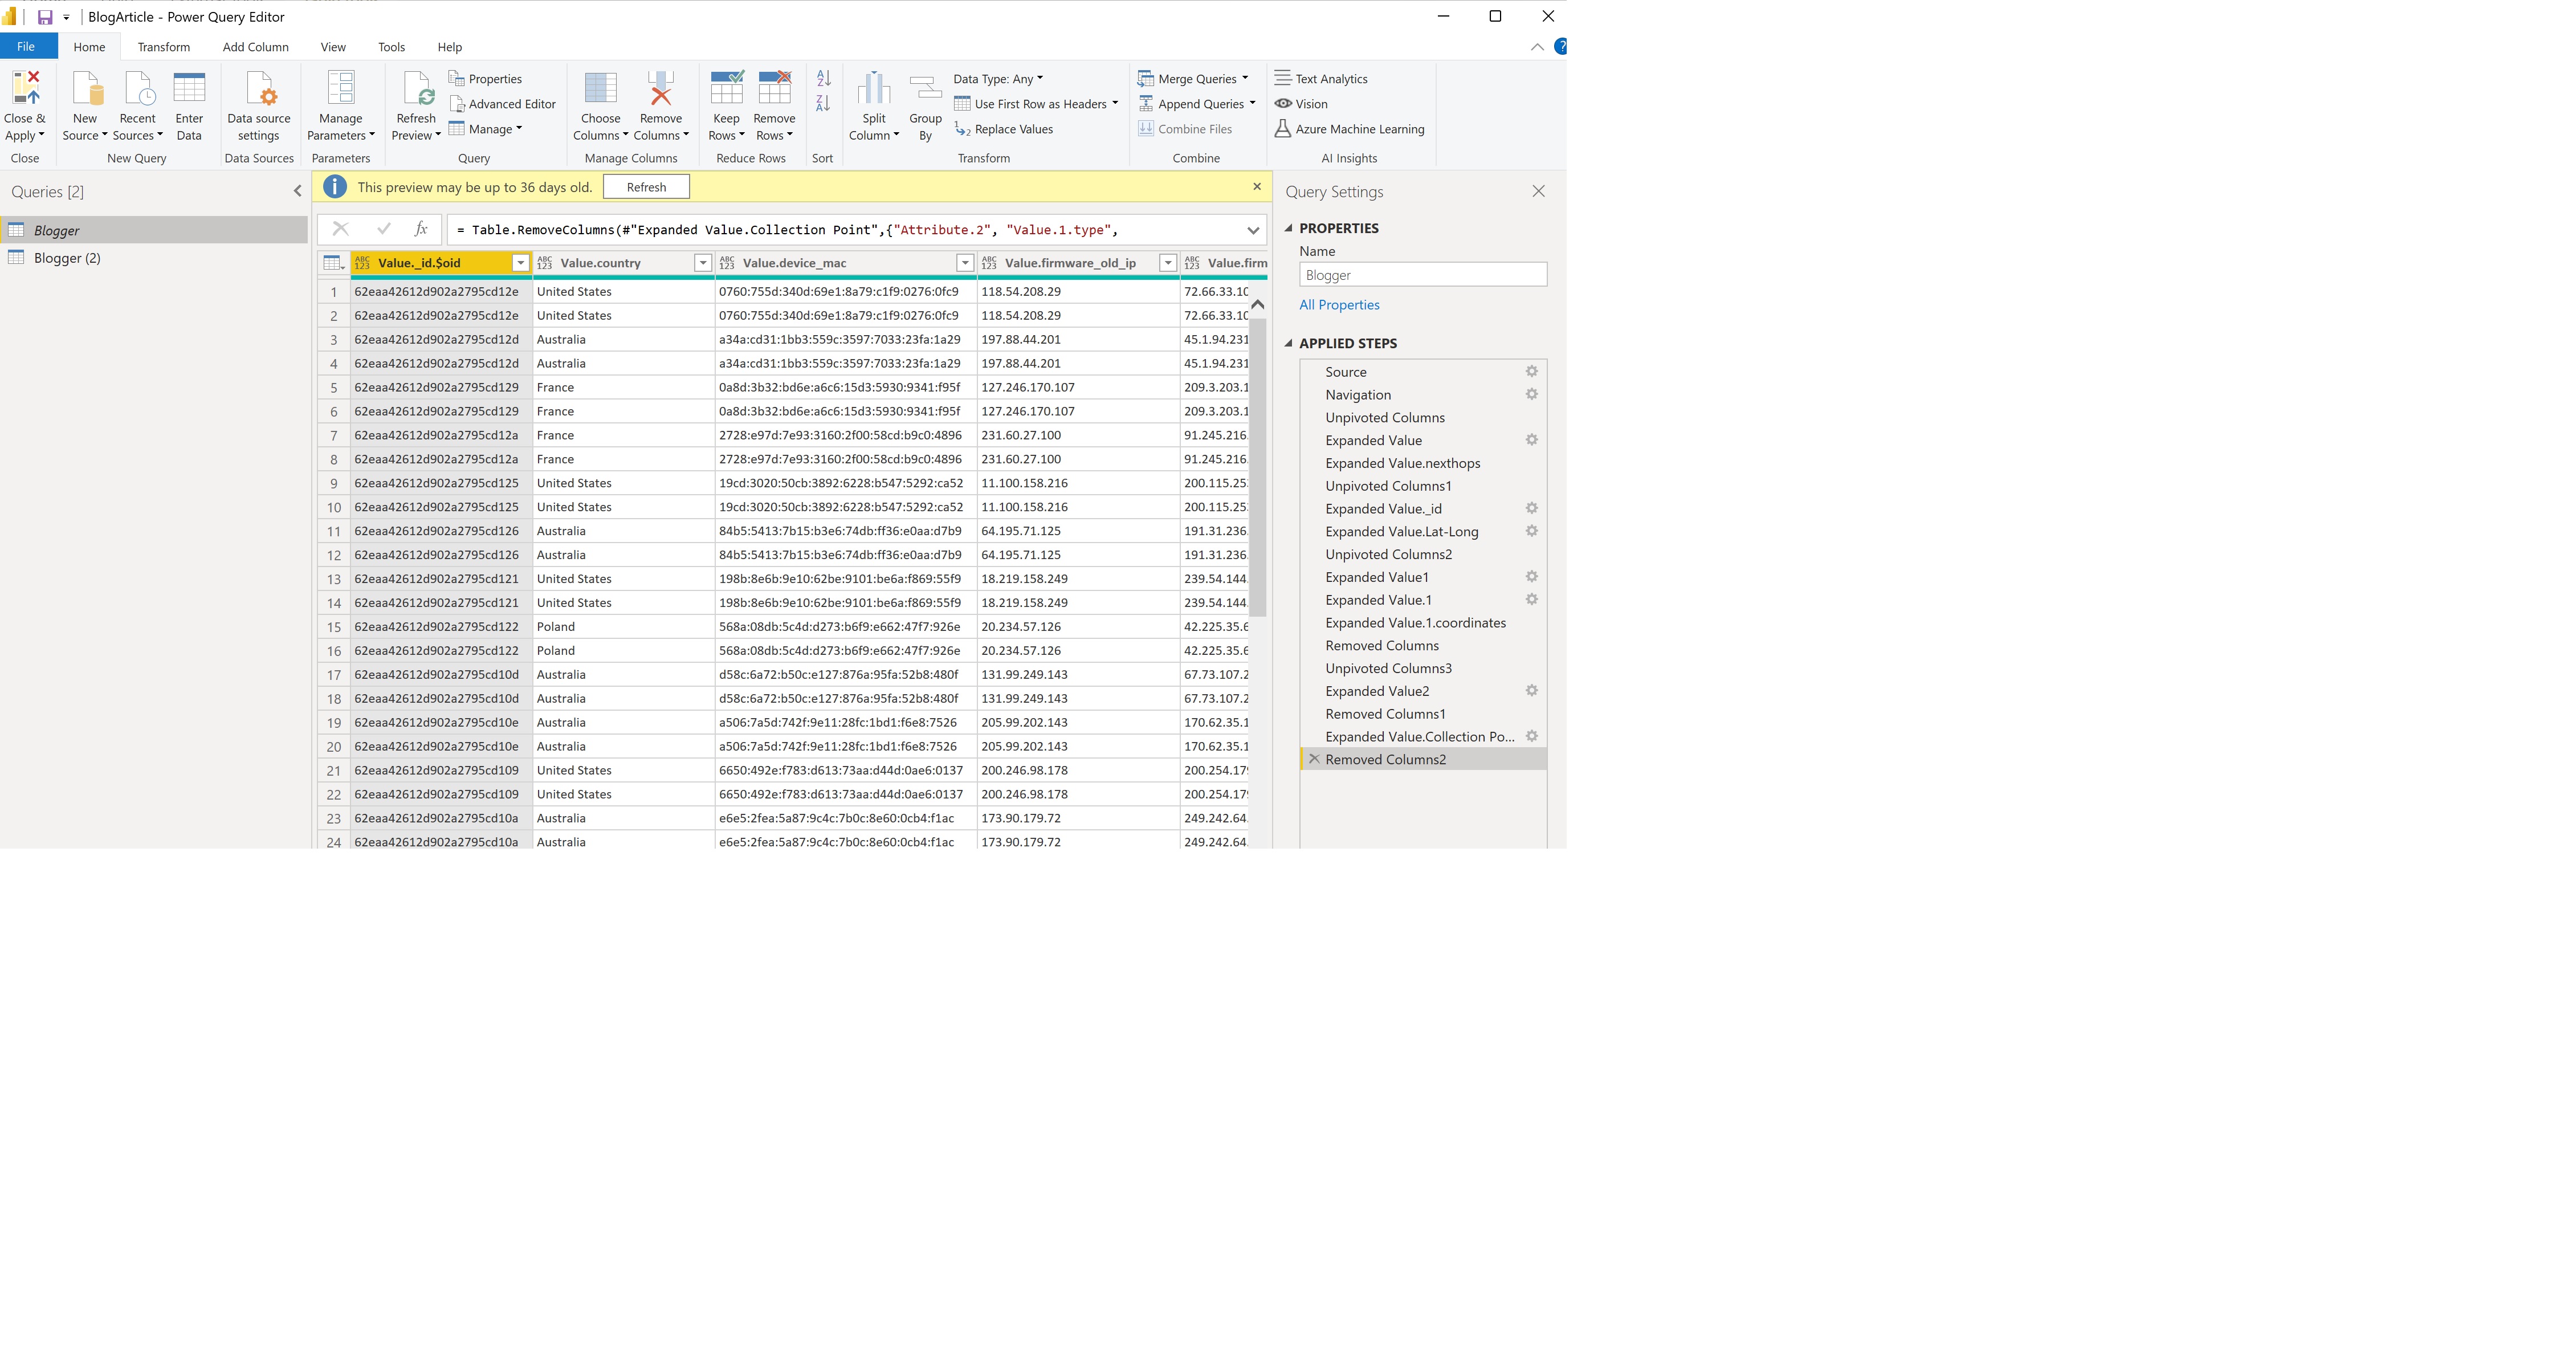 BlogArticle - Power Query Editor
File Home Transform Add Column View Tools Help
Close & Apply
Close
New Source
Recent Sources
Enter Data
New Query
Data source settings
Data Sources
Manage Parameters
Parameters
Refresh Preview
Properties
Advanced Editor
Manage
Query
Choose Columns
Remove Columns
Manage Columns
Keep Rows
Remove Rows
Reduce Rows
Sort
Split Column
Group By
Data Type: Any
Use First Row as Headers
Replace Values
Transform
Merge Queries
Append Queries
Combine Files
Combine
Text Analytics
Vision
Azure Machine Learning
AI Insights
Queries [2]
Blogger
Blogger (2)
This preview may be up to 36 days old. Refresh
fx = Table.RemoveColumns(#"Expanded Value.Collection Point",{"Attribute.2", "Value.1.type",
ABC 123 Value._id.$oid ABC 123 Value.country ABC 123 Value.device_mac ABC 123 Value.firmware_old_ip ABC 123 Value.firm
1 62eaa42612d902a2795cd12e United States 0760:755d:340d:69e1:8a79:c1f9:0276:0fc9 118.54.208.29 72.66.33.10
2 62eaa42612d902a2795cd12e United States 0760:755d:340d:69e1:8a79:c1f9:0276:0fc9 118.54.208.29 72.66.33.10
3 62eaa42612d902a2795cd12d Australia a34a:cd31:1bb3:559c:3597:7033:23fa:1a29 197.88.44.201 45.1.94.231
4 62eaa42612d902a2795cd12d Australia a34a:cd31:1bb3:559c:3597:7033:23fa:1a29 197.88.44.201 45.1.94.231
5 62eaa42612d902a2795cd129 France 0a8d:3b32:bd6e:a6c6:15d3:5930:9341:f95f 127.246.170.107 209.3.203.1
6 62eaa42612d902a2795cd129 France 0a8d:3b32:bd6e:a6c6:15d3:5930:9341:f95f 127.246.170.107 209.3.203.1
7 62eaa42612d902a2795cd12a France 2728:e97d:7e93:3160:2f00:58cd:b9c0:4896 231.60.27.100 91.245.216.
8 62eaa42612d902a2795cd12a France 2728:e97d:7e93:3160:2f00:58cd:b9c0:4896 231.60.27.100 91.245.216.
9 62eaa42612d902a2795cd125 United States 19cd:3020:50cb:3892:6228:b547:5292:ca52 11.100.158.216 200.115.25
10 62eaa42612d902a2795cd125 United States 19cd:3020:50cb:3892:6228:b547:5292:ca52 11.100.158.216 200.115.25
11 62eaa42612d902a2795cd126 Australia 84b5:5413:7b15:b3e6:74db:ff36:e0aa:d7b9 64.195.71.125 191.31.236.
12 62eaa42612d902a2795cd126 Australia 84b5:5413:7b15:b3e6:74db:ff36:e0aa:d7b9 64.195.71.125 191.31.236.
13 62eaa42612d902a2795cd121 United States 198b:8e6b:9e10:62be:9101:be6a:f869:55f9 18.219.158.249 239.54.144.
14 62eaa42612d902a2795cd121 United States 198b:8e6b:9e10:62be:9101:be6a:f869:55f9 18.219.158.249 239.54.144.
15 62eaa42612d902a2795cd122 Poland 568a:08db:5c4d:d273:b6f9:e662:47f7:926e 20.234.57.126 42.225.35.6
16 62eaa42612d902a2795cd122 Poland 568a:08db:5c4d:d273:b6f9:e662:47f7:926e 20.234.57.126 42.225.35.6
17 62eaa42612d902a2795cd10d Australia d58c:6a72:b50c:e127:876a:95fa:52b8:480f 131.99.249.143 67.73.107.2
18 62eaa42612d902a2795cd10d Australia d58c:6a72:b50c:e127:876a:95fa:52b8:480f 131.99.249.143 67.73.107.2
19 62eaa42612d902a2795cd10e Australia a506:7a5d:742f:9e11:28fc:1bd1:f6e8:7526 205.99.202.143 170.62.35.1
20 62eaa42612d902a2795cd10e Australia a506:7a5d:742f:9e11:28fc:1bd1:f6e8:7526 205.99.202.143 170.62.35.1
21 62eaa42612d902a2795cd109 United States 6650:492e:f783:d613:73aa:d44d:0ae6:0137 200.246.98.178 200.254.17
22 62eaa42612d902a2795cd109 United States 6650:492e:f783:d613:73aa:d44d:0ae6:0137 200.246.98.178 200.254.17
23 62eaa42612d902a2795cd10a Australia e6e5:2fea:5a87:9c4c:7b0c:8e60:0cb4:f1ac 173.90.179.72 249.242.64.
24 62eaa42612d902a2795cd10a Australia e6e5:2fea:5a87:9c4c:7b0c:8e60:0cb4:f1ac 173.90.179.72 249.242.64.
Query Settings
PROPERTIES
Name
Blogger
All Properties
APPLIED STEPS
Source
Navigation
Unpivoted Columns
Expanded Value
Expanded Value.nexthops
Unpivoted Columns1
Expanded Value._id
Expanded Value.Lat-Long
Unpivoted Columns2
Expanded Value1
Expanded Value.1
Expanded Value.1.coordinates
Removed Columns
Unpivoted Columns3
Expanded Value2
Removed Columns1
Expanded Value.Collection Po...
Removed Columns2